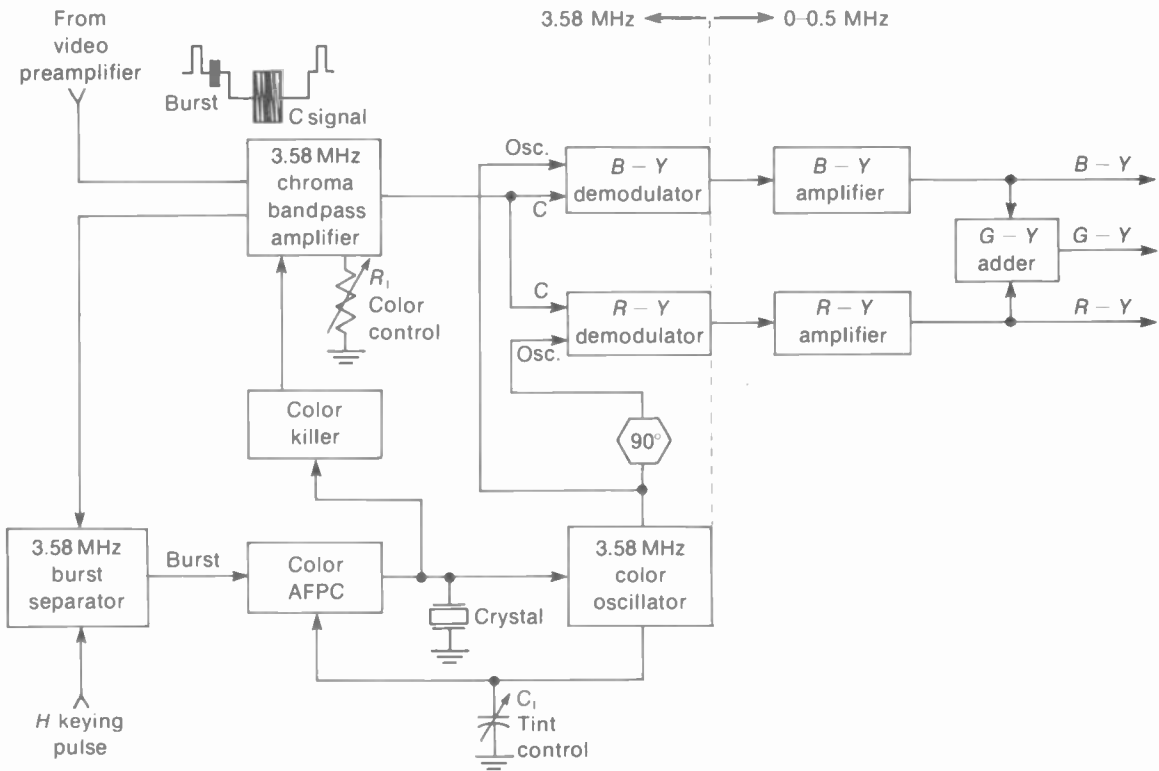 From
video
preamplifier
3.58 MHz
0–0.5 MHz
Burst
C signal
3.58 MHz
chroma
bandpass
amplifier
R₁
Color
control
Osc.
C
B − Y
demodulator
B − Y
amplifier
B − Y
G − Y
adder
G − Y
C
Osc.
R − Y
demodulator
R − Y
amplifier
R − Y
Color
killer
90°
3.58 MHz
burst
separator
Burst
Color
AFPC
Crystal
3.58 MHz
color
oscillator
C₁
Tint
control
H keying
pulse